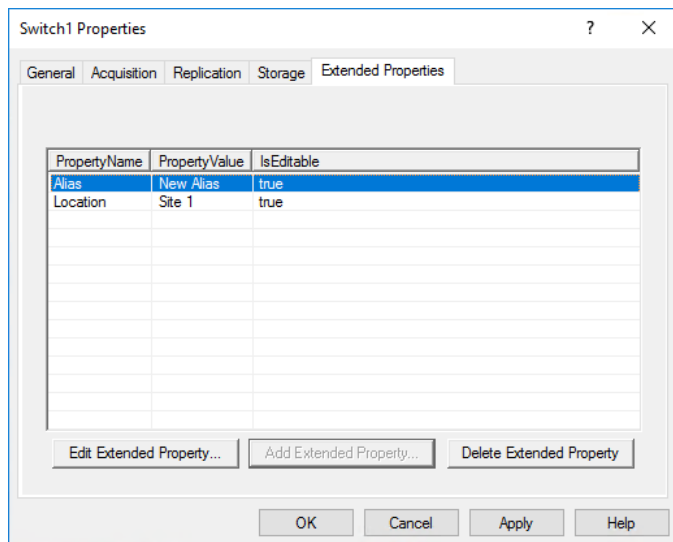 Switch1 Properties ?
General Acquisition Replication Storage Extended Properties
PropertyName PropertyValue IsEditable
Alias New Alias true
Location Site 1 true
Edit Extended Property... Add Extended Property... Delete Extended Property
OK Cancel Apply Help